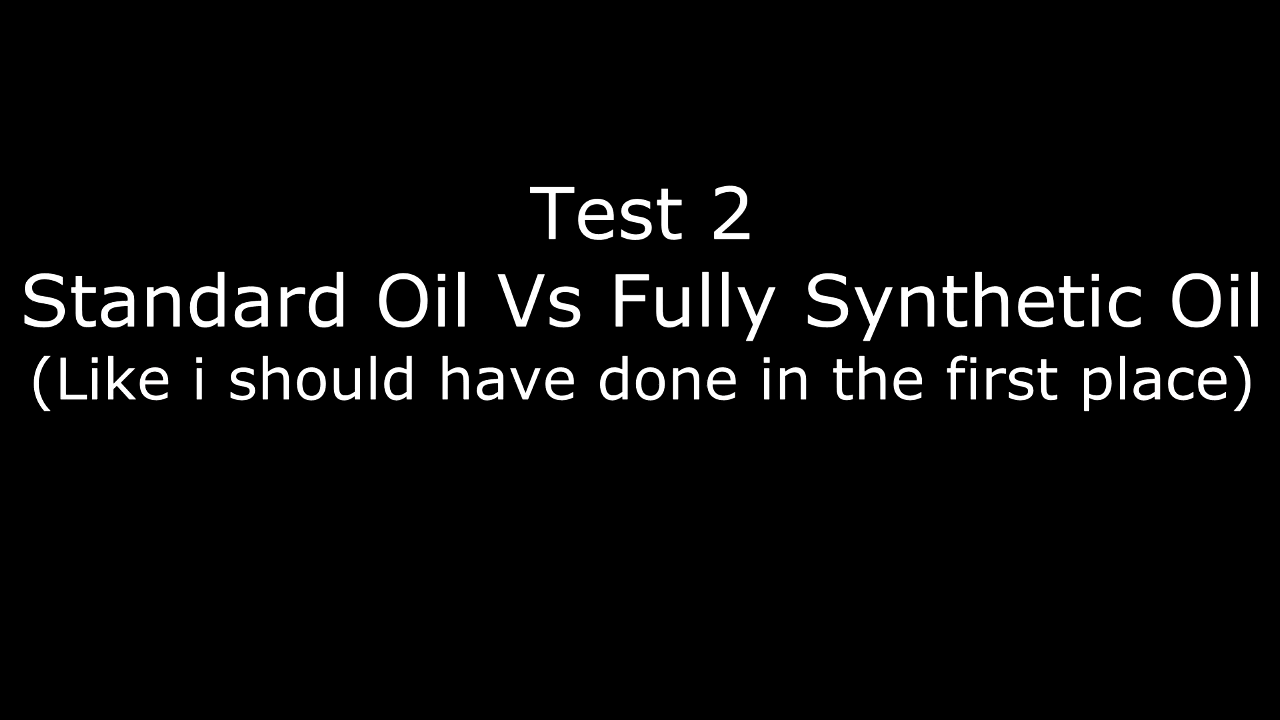 Test 2
Standard Oil Vs Fully Synthetic Oil
(Like i should have done in the first place)